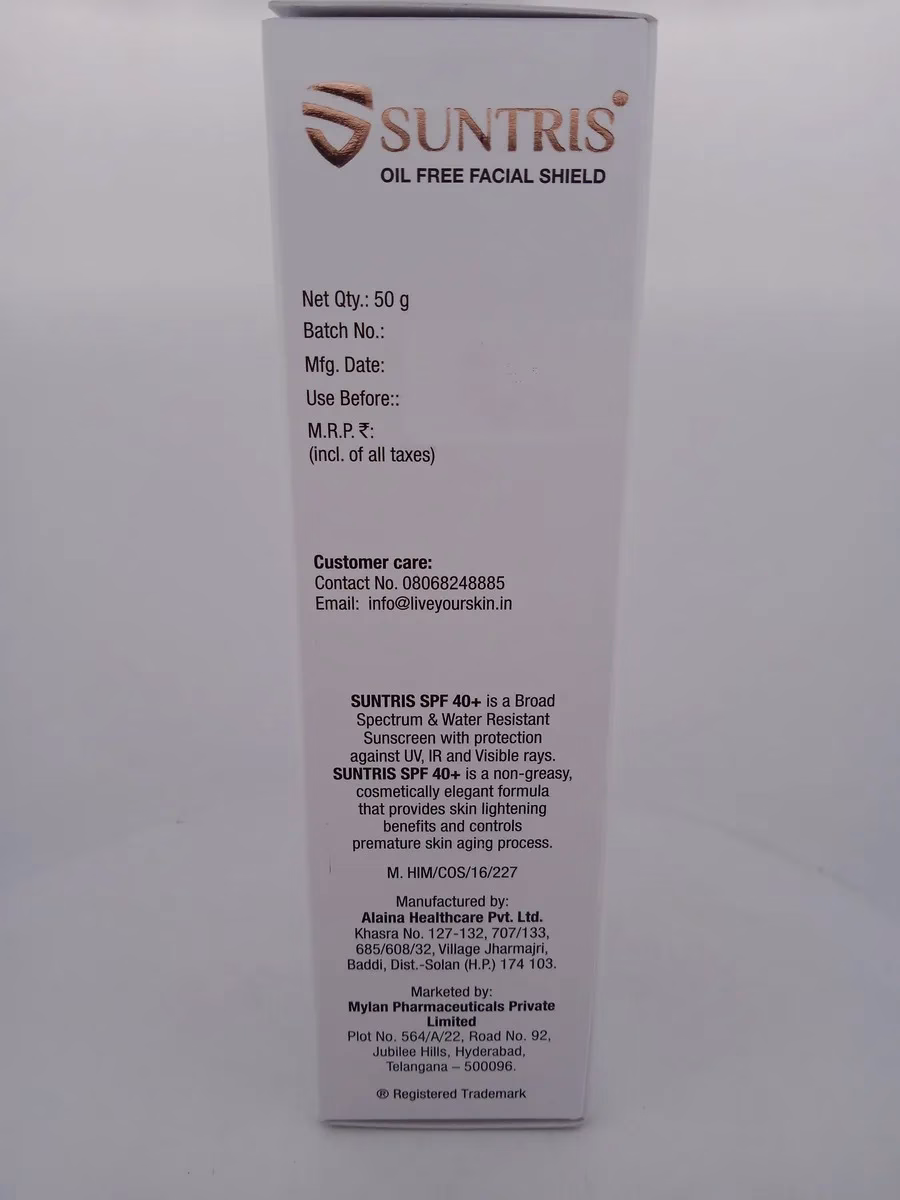 SUNTRIS
OIL FREE FACIAL SHIELD
Net Qty.: 50 g
Batch No.:
Mfg. Date:
Use Before::
M.R.P. ₹:
(incl. of all taxes)
Customer care:
Contact No. 08068248885
Email: info@liveyourskin.in
SUNTRIS SPF 40+ is a Broad
Spectrum & Water Resistant
Sunscreen with protection
against UV, IR and Visible rays.
SUNTRIS SPF 40+ is a non-greasy,
cosmetically elegant formula
that provides skin lightening
benefits and controls
premature skin aging process.
M. HIM/COS/16/227
Manufactured by:
Alaina Healthcare Pvt. Ltd.
Khasra No. 127-132, 707/133,
685/608/32, Village Jharmajri,
Baddi, Dist.-Solan (H.P.) 174 103.
Marketed by:
Mylan Pharmaceuticals Private
Limited
Plot No. 564/A/22, Road No. 92,
Jubilee Hills, Hyderabad,
Telangana – 500096.
® Registered Trademark